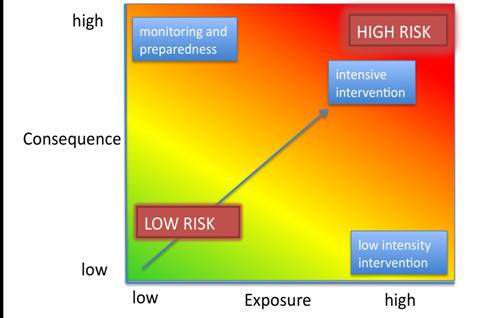 high
monitoring and
preparedness
HIGH RISK
intensive
intervention
Consequence
LOW RISK
low intensity
intervention
low
low
Exposure
high